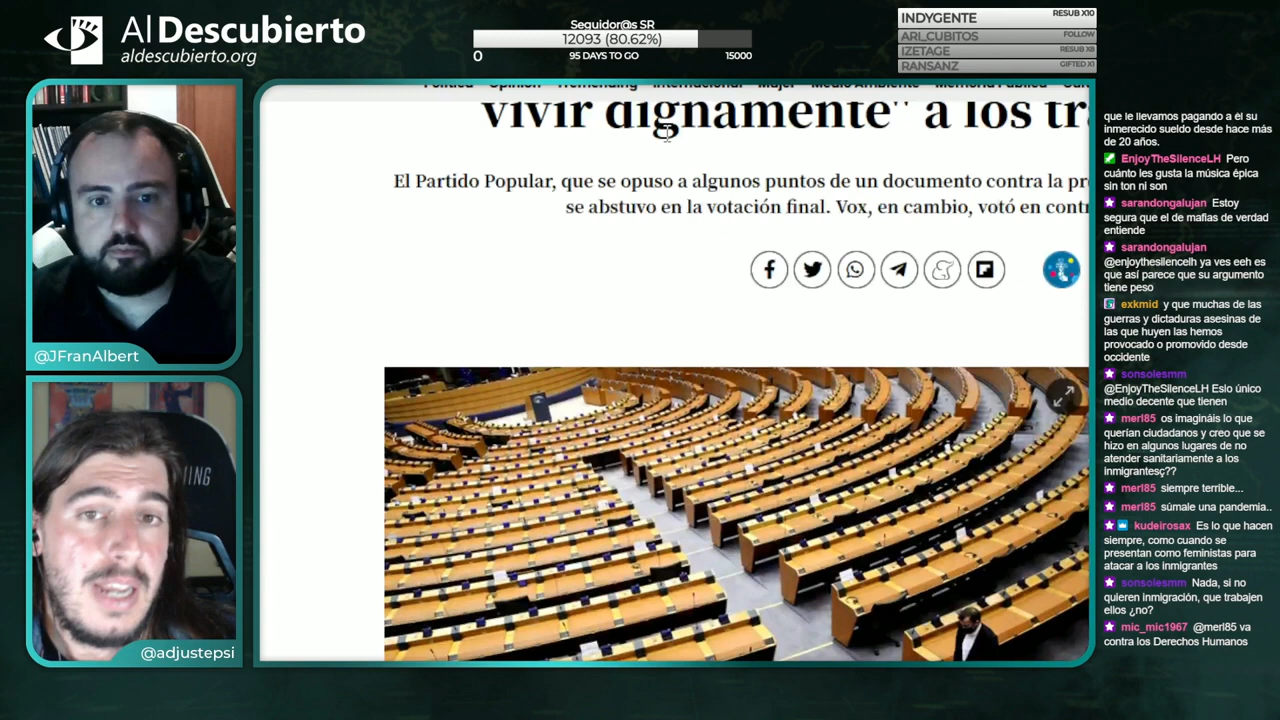 Al Descubierto
aldescubierto.org
Seguidor@s SR
12093 (80.62%)
0
95 DAYS TO GO
15000
INDYGENTE
RESUB X10
ARI_CUBITOS
FOLLOW
IZETAGE
RESUB X8
RANSANZ
GIFTED X1
@JFranAlbert
@adjustepsi
Política Opinión Tremending Internacional Mujer Medio Ambiente Memoria Pública
vivir dignamente" a los tra
El Partido Popular, que se opuso a algunos puntos de un documento contra la pr
se abstuvo en la votación final. Vox, en cambio, votó en contr
que le llevamos pagando a él su
inmerecido sueldo desde hace más
de 20 años.
EnjoyTheSilenceLH Pero
cuánto les gusta la música épica
sin ton ni son
sarandongalujan Estoy
segura que el de mafias de verdad
entiende
sarandongalujan
@enjoythesilencelh ya ves eeh es
que así parece que su argumento
tiene peso
exkmid y que muchas de las
guerras y dictaduras asesinas de
las que huyen las hemos
provocado o promovido desde
occidente
sonsolesmm
@EnjoyTheSilenceLH Eslo único
medio decente que tienen
merl85 os imagináis lo que
querían ciudadanos y creo que se
hizo en algunos lugares de no
atender sanitariamente a los
inmigrantesç??
merl85 siempre terrible...
merl85 súmale una pandemia..
kudeirosax Es lo que hacen
siempre, como cuando se
presentan como feministas para
atacar a los inmigrantes
sonsolesmm Nada, si no
quieren inmigración, que trabajen
ellos ¿no?
mic_mic1967 @merl85 va
contra los Derechos Humanos